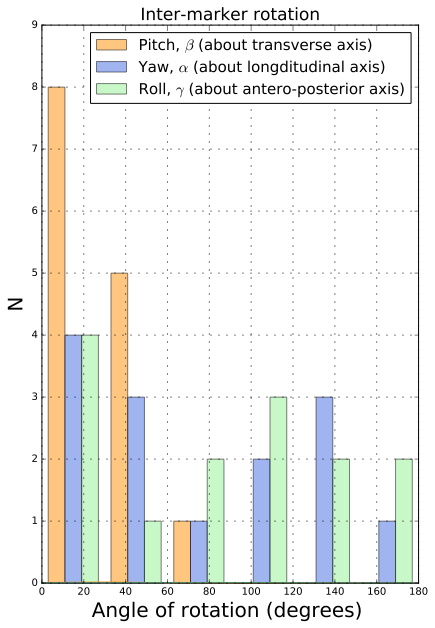 Inter-marker rotation
Pitch, β (about transverse axis)
Yaw, α (about longditudinal axis)
Roll, γ (about antero-posterior axis)
9
8
7
6
5
4
3
2
1
0
N
0 20 40 60 80 100 120 140 160 180
Angle of rotation (degrees)